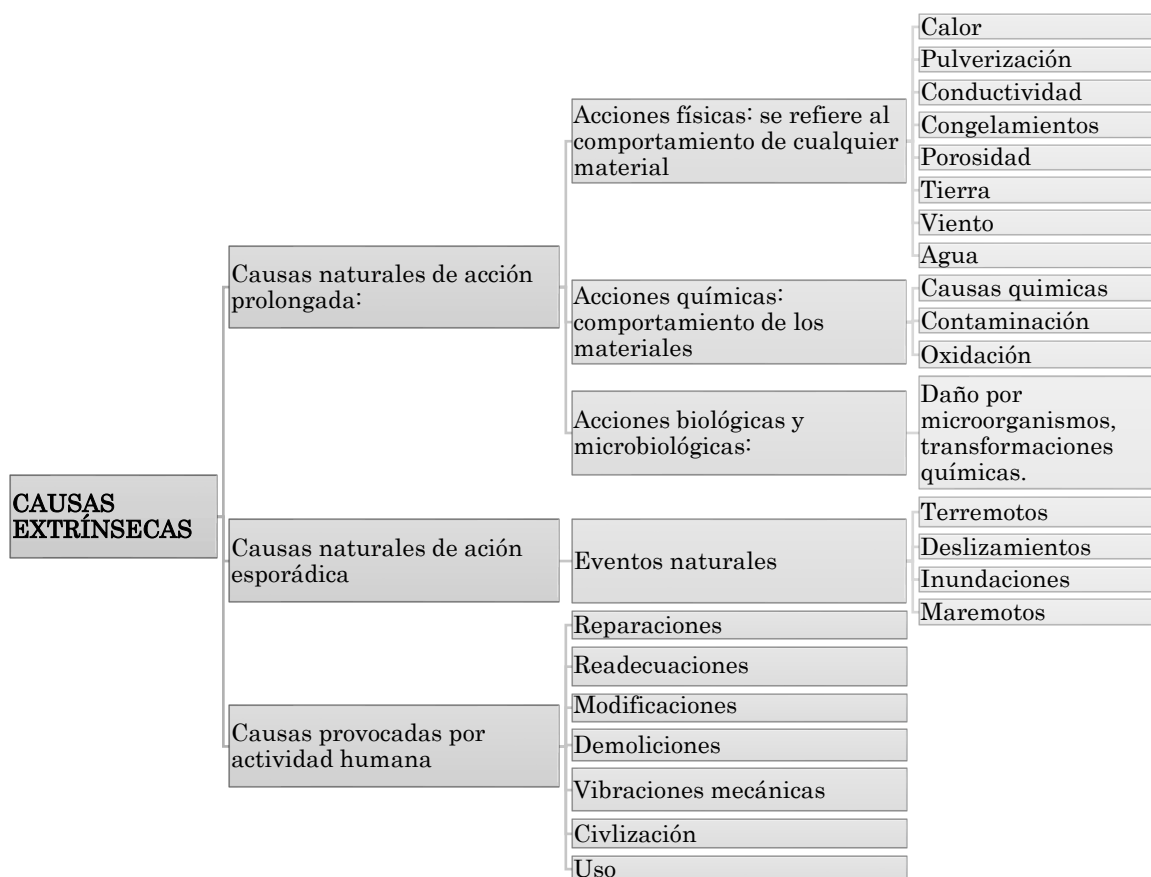 CAUSAS
EXTRÍNSECAS
Causas naturales de acción
prolongada:
Acciones físicas: se refiere al
comportamiento de cualquier
material
Calor
Pulverización
Conductividad
Congelamientos
Porosidad
Tierra
Viento
Agua
Acciones químicas:
comportamiento de los
materiales
Causas quimicas
Contaminación
Oxidación
Acciones biológicas y
microbiológicas:
Daño por
microorganismos,
transformaciones
químicas.
Causas naturales de ación
esporádica
Eventos naturales
Terremotos
Deslizamientos
Inundaciones
Maremotos
Causas provocadas por
actividad humana
Reparaciones
Readecuaciones
Modificaciones
Demoliciones
Vibraciones mecánicas
Civlización
Uso